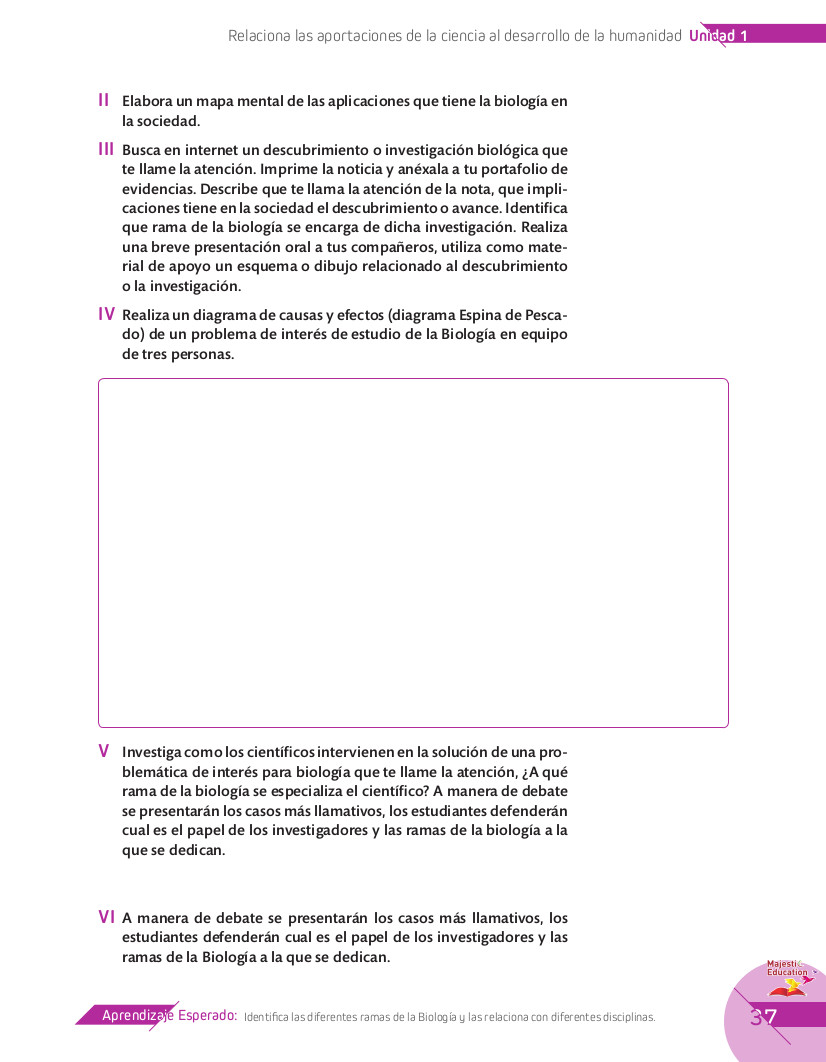 Relaciona las aportaciones de la ciencia al desarrollo de la humanidad Unidad 1
II Elabora un mapa mental de las aplicaciones que tiene la biología en
la sociedad.
III Busca en internet un descubrimiento o investigación biológica que
te llame la atención. Imprime la noticia y anéxala a tu portafolio de
evidencias. Describe que te llama la atención de la nota, que impli-
caciones tiene en la sociedad el descubrimiento o avance. Identifica
que rama de la biología se encarga de dicha investigación. Realiza
una breve presentación oral a tus compañeros, utiliza como mate-
rial de apoyo un esquema o dibujo relacionado al descubrimiento
o la investigación.
IV Realiza un diagrama de causas y efectos (diagrama Espina de Pesca-
do) de un problema de interés de estudio de la Biología en equipo
de tres personas.
V Investiga como los científicos intervienen en la solución de una pro-
blemática de interés para biología que te llame la atención, ¿A qué
rama de la biología se especializa el científico? A manera de debate
se presentarán los casos más llamativos, los estudiantes defenderán
cual es el papel de los investigadores y las ramas de la biología a la
que se dedican.
VI A manera de debate se presentarán los casos más llamativos, los
estudiantes defenderán cual es el papel de los investigadores y las
ramas de la Biología a la que se dedican.
Majestic
Education
Aprendizaje Esperado: Identifica las diferentes ramas de la Biología y las relaciona con diferentes disciplinas.
37